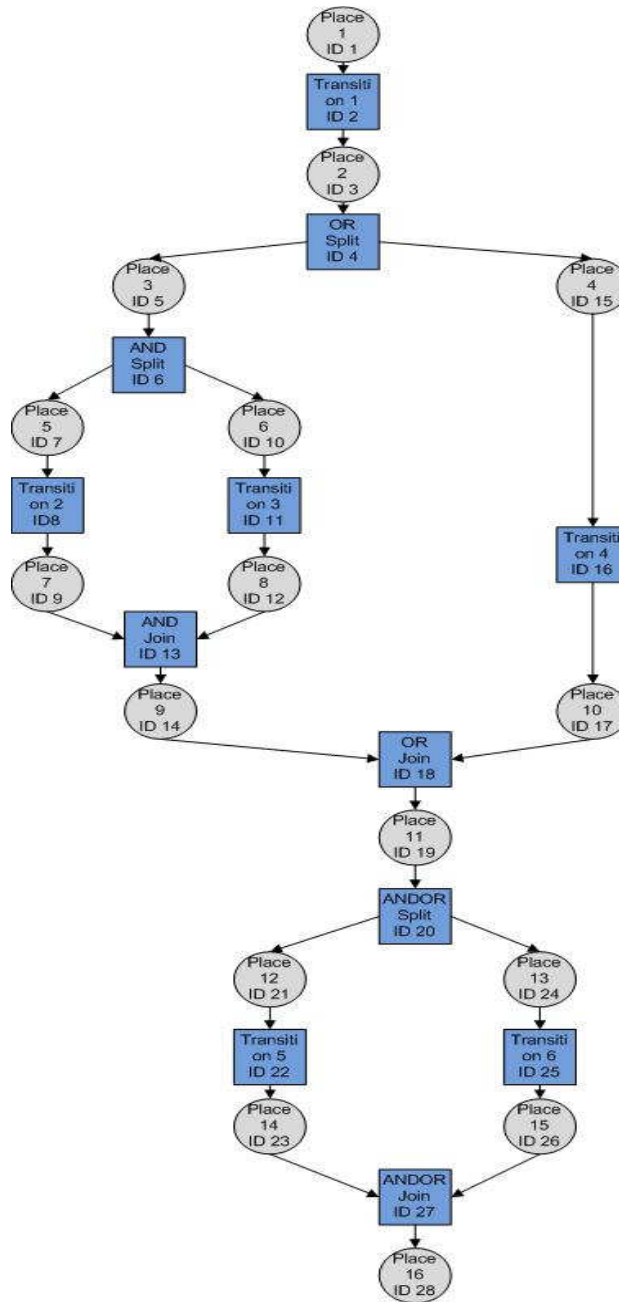 Place
1
ID 1
Transiti
on 1
ID 2
Place
2
ID 3
OR
Split
ID 4
Place
3
ID 5
Place
4
ID 15
AND
Split
ID 6
Place
5
ID 7
Place
6
ID 10
Transiti
on 2
ID8
Transiti
on 3
ID 11
Transiti
on 4
ID 16
Place
7
ID 9
Place
8
ID 12
AND
Join
ID 13
Place
9
ID 14
Place
10
ID 17
OR
Join
ID 18
Place
11
ID 19
ANDOR
Split
ID 20
Place
12
ID 21
Place
13
ID 24
Transiti
on 5
ID 22
Transiti
on 6
ID 25
Place
14
ID 23
Place
15
ID 26
ANDOR
Join
ID 27
Place
16
ID 28